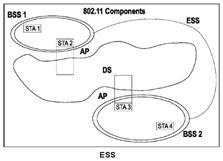 802.11 Components
BSS 1
ESS
STA 1
STA 2
AP
DS
AP
STA 3
STA 4
BSS 2
ESS